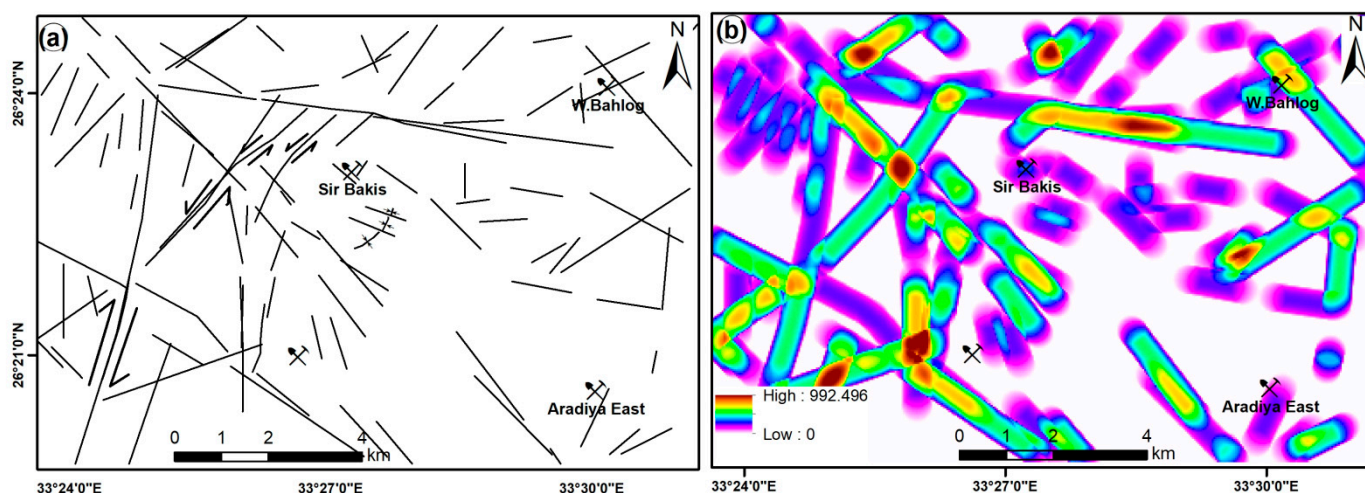 (a)
N
26°24'0"N
W.Bahlog
Sir Bakis
26°21'0"N
Aradiya East
0 1 2 4
km
33°24'0"E 33°27'0"E 33°30'0"E
(b)
N
W.Bahlog
Sir Bakis
High : 992.496
Low : 0
Aradiya East
0 1 2 4
km
33°24'0"E 33°27'0"E 33°30'0"E